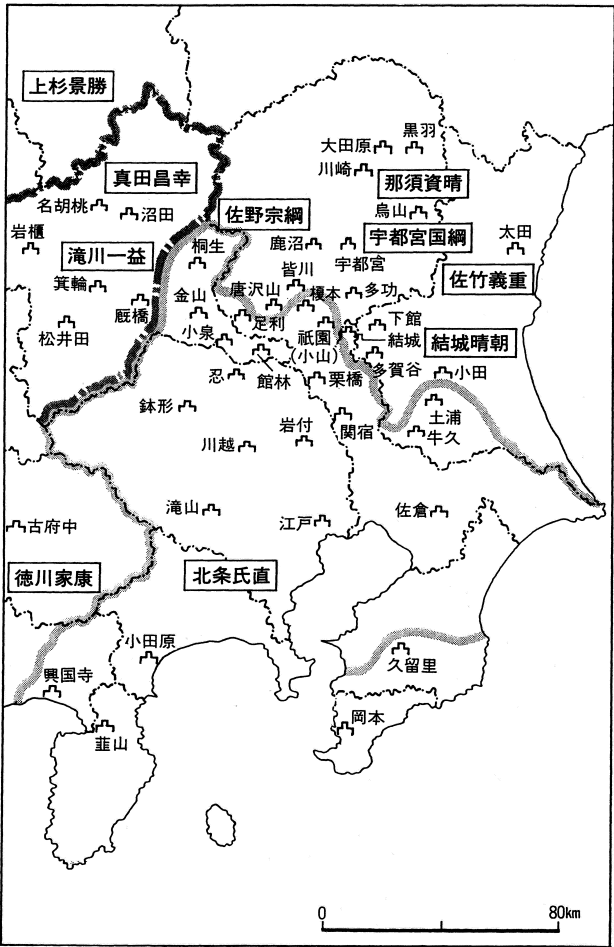 上杉景勝
黒羽
大田原
川崎
真田昌幸
那須資晴
名胡桃
沼田
烏山
佐野宗綱
岩櫃
桐生
鹿沼
宇都宮国綱
太田
宇都宮
滝川一益
箕輪
皆川
佐竹義重
唐沢山
榎本
多功
厩橋
金山
足利
下館
松井田
小泉
祇園
(小山)
結城
結城晴朝
多賀谷
小田
忍
館林
栗橋
鉢形
土浦
岩付
関宿
牛久
川越
滝山
江戸
佐倉
古府中
徳川家康
北条氏直
小田原
久留里
興国寺
岡本
韮山
0
80km